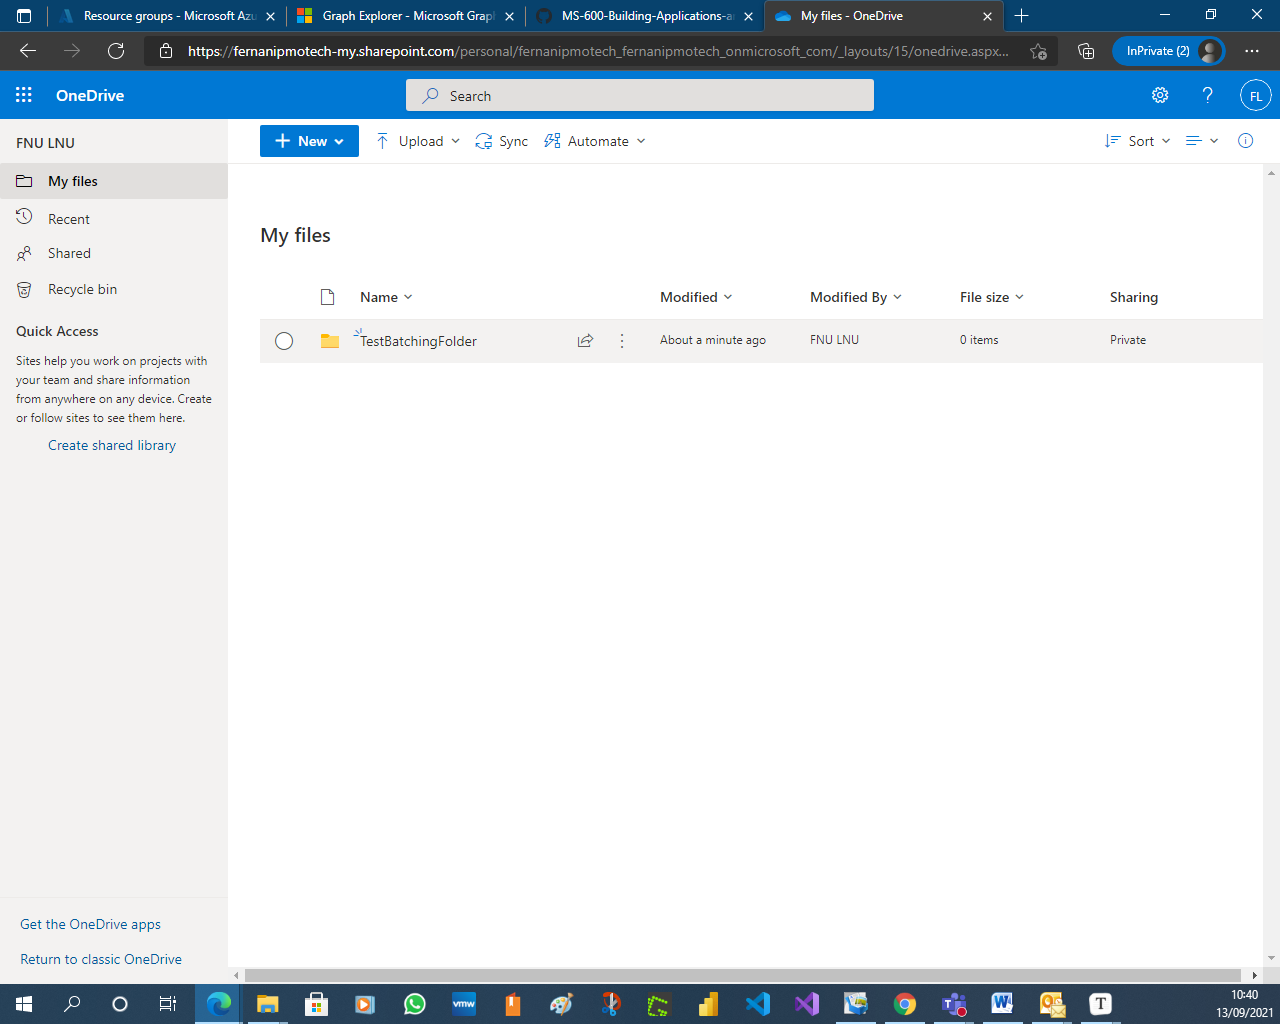 Resource groups - Microsoft Azu
Graph Explorer - Microsoft Graph
MS-600-Building-Applications-an
My files - OneDrive
https://fernanipmotech-my.sharepoint.com/personal/fernanipmotech_fernanipmotech_onmicrosoft_com/_layouts/15/onedrive.aspx...
InPrivate (2)
OneDrive
Search
FL
FNU LNU
New
Upload
Sync
Automate
Sort
My files
Recent
Shared
Recycle bin
Quick Access
Sites help you work on projects with
your team and share information
from anywhere on any device. Create
or follow sites to see them here.
Create shared library
Get the OneDrive apps
Return to classic OneDrive
My files
Name Modified Modified By File size Sharing
TestBatchingFolder About a minute ago FNU LNU 0 items Private
vmw
10:40
13/09/2021